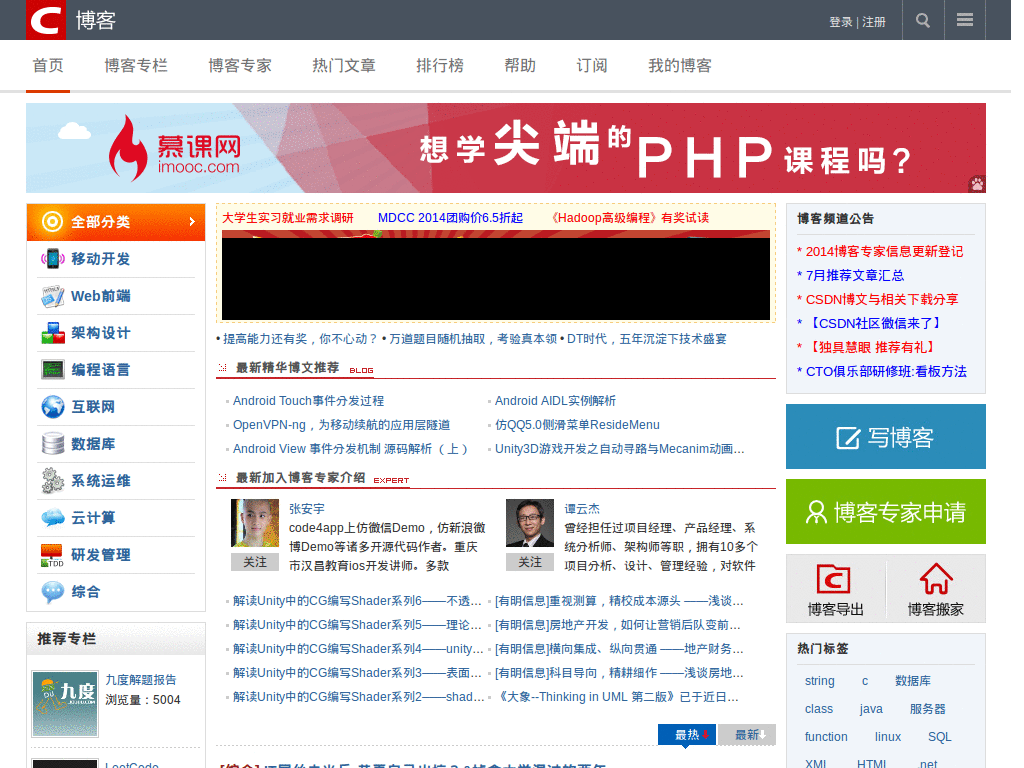 C 博客
登录 | 注册
首页 博客专栏 博客专家 热门文章 排行榜 帮助 订阅 我的博客
慕课网
imooc.com
想学尖端的PHP课程吗?
全部分类
移动开发
Web前端
架构设计
编程语言
互联网
数据库
系统运维
云计算
TDD
研发管理
综合
推荐专栏
九度
九度解题报告
浏览量：5004
LeetCode
大学生实习就业需求调研 MDCC 2014团购价6.5折起 《Hadoop高级编程》有奖试读
• 提高能力还有奖，你不心动？ • 万道题目随机抽取，考验真本领 • DT时代，五年沉淀下技术盛宴
最新精华博文推荐 BLOG
Android Touch事件分发过程
Android AIDL实例解析
OpenVPN-ng，为移动续航的应用层隧道
仿QQ5.0侧滑菜单ResideMenu
Android View 事件分发机制 源码解析 （上）
Unity3D游戏开发之自动寻路与Mecanim动画...
最新加入博客专家介绍 EXPERT
张安宇
code4app上仿微信Demo，仿新浪微
博Demo等诸多开源代码作者。重庆
市汉昌教育ios开发讲师。多款
关注
谭云杰
曾经担任过项目经理、产品经理、系
统分析师、架构师等职，拥有10多个
项目分析、设计、管理经验，对软件
关注
解读Unity中的CG编写Shader系列6——不透...
[有明信息]重视测算，精校成本源头 ——浅谈...
解读Unity中的CG编写Shader系列5——理论...
[有明信息]房地产开发，如何让营销后队变前...
解读Unity中的CG编写Shader系列4——unity...
[有明信息]横向集成、纵向贯通 ——地产财务...
解读Unity中的CG编写Shader系列3——表面...
[有明信息]科目导向，精耕细作 ——浅谈房地...
解读Unity中的CG编写Shader系列2——shad...
《大象--Thinking in UML 第二版》已于近日...
最热 最新
博客频道公告
* 2014博客专家信息更新登记
* 7月推荐文章汇总
* CSDN博文与相关下载分享
* 【CSDN社区微信来了】
* 【独具慧眼 推荐有礼】
* CTO俱乐部研修班:看板方法
写博客
博客专家申请
博客导出 博客搬家
热门标签
string c 数据库
class java 服务器
function linux SQL
XML HTML .net